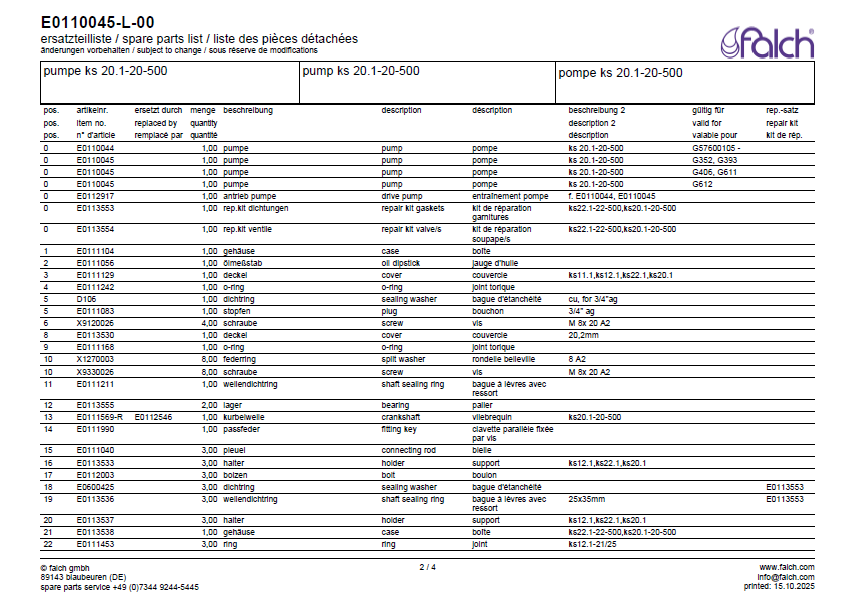 E0110045-L-00
ersatzteilliste / spare parts list / liste des pièces détachées
änderungen vorbehalten / subject to change / sous réserve de modifications
falch
pumpe ks 20.1-20-500 pump ks 20.1-20-500 pompe ks 20.1-20-500
pos. artikelnr. ersetzt durch menge beschreibung description déscription beschreibung 2 gültig für rep.-satz
pos. item no. replaced by quantity description 2 valid for repair kit
pos. n° d'article remplacé par quantité déscription valable pour kit de rép.
0 E0110044 1,00 pumpe pump pompe ks 20.1-20-500 G57600105 -
0 E0110045 1,00 pumpe pump pompe ks 20.1-20-500 G352, G393
0 E0110045 1,00 pumpe pump pompe ks 20.1-20-500 G406, G611
0 E0110045 1,00 pumpe pump pompe ks 20.1-20-500 G612
0 E0112917 1,00 antrieb pumpe drive pump entraînement pompe f. E0110044, E0110045
0 E0113553 1,00 rep.kit dichtungen repair kit gaskets kit de réparation ks22.1-22-500,ks20.1-20-500
garnitures
0 E0113554 1,00 rep.kit ventile repair kit valve/s kit de réparation ks22.1-22-500,ks20.1-20-500
soupape/s
1 E0111104 1,00 gehäuse case boîte
2 E0111056 1,00 ölmeßstab oil dipstick jauge d'huile
3 E0111129 1,00 deckel cover couvercle ks11.1,ks12.1,ks22.1,ks20.1
4 E0111242 1,00 o-ring o-ring joint torique
5 D106 1,00 dichtring sealing washer bague d'étanchéité cu, for 3/4"ag
5 E0111083 1,00 stopfen plug bouchon 3/4" ag
6 X9120026 4,00 schraube screw vis M 8x 20 A2
8 E0113530 1,00 deckel cover couvercle 20,2mm
9 E0111168 1,00 o-ring o-ring joint torique
10 X1270003 8,00 federring split washer rondelle belleville 8 A2
10 X9330026 8,00 schraube screw vis M 8x 20 A2
11 E0111211 1,00 wellendichtring shaft sealing ring bague à lèvres avec
ressort
12 E0113555 2,00 lager bearing palier
13 E0111569-R E0112546 1,00 kurbelwelle crankshaft vilebrequin ks20.1-20-500
14 E0111990 1,00 passfeder fitting key clavette parallèle fixée
par vis
15 E0111040 3,00 pleuel connecting rod bielle
16 E0113533 3,00 halter holder support ks12.1,ks22.1,ks20.1
17 E0112003 3,00 bolzen bolt boulon
18 E0600425 3,00 dichtring sealing washer bague d'étanchéité E0113553
19 E0113536 3,00 wellendichtring shaft sealing ring bague à lèvres avec 25x35mm E0113553
ressort
20 E0113537 3,00 halter holder support ks12.1,ks22.1,ks20.1
21 E0113538 1,00 gehäuse case boîte ks22.1-22-500,ks20.1-20-500
22 E0111453 3,00 ring ring joint ks12.1-21/25
© falch gmbh 2 / 4 www.falch.com
89143 blaubeuren (DE) info@falch.com
spare parts service +49 (0)7344 9244-5445 printed: 15.10.2025